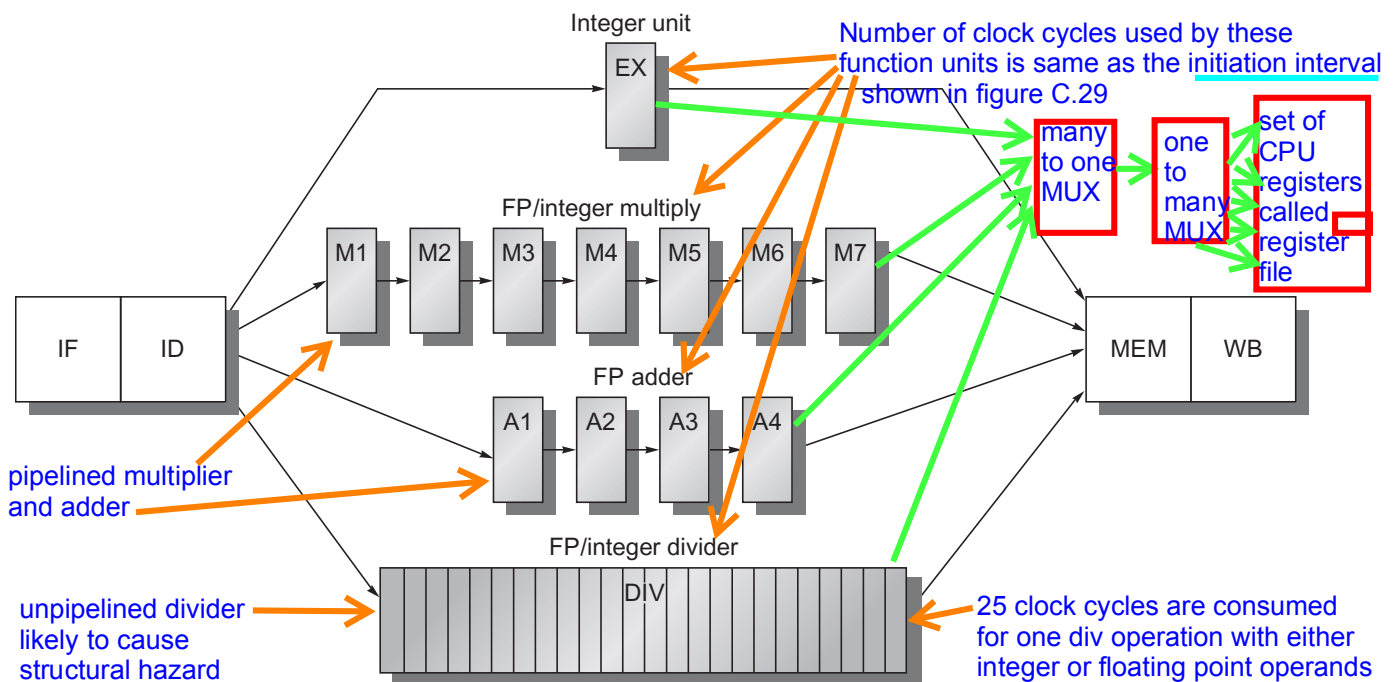 Integer unit
EX
Number of clock cycles used by these
function units is same as the initiation interval
shown in figure C.29
many
to one
MUX
one
to
many
MUX
set of
CPU
registers
called
register
file
FP/integer multiply
M1 M2 M3 M4 M5 M6 M7
IF ID
MEM WB
FP adder
A1 A2 A3 A4
pipelined multiplier
and adder
FP/integer divider
DIV
unpipelined divider
likely to cause
structural hazard
25 clock cycles are consumed
for one div operation with either
integer or floating point operands